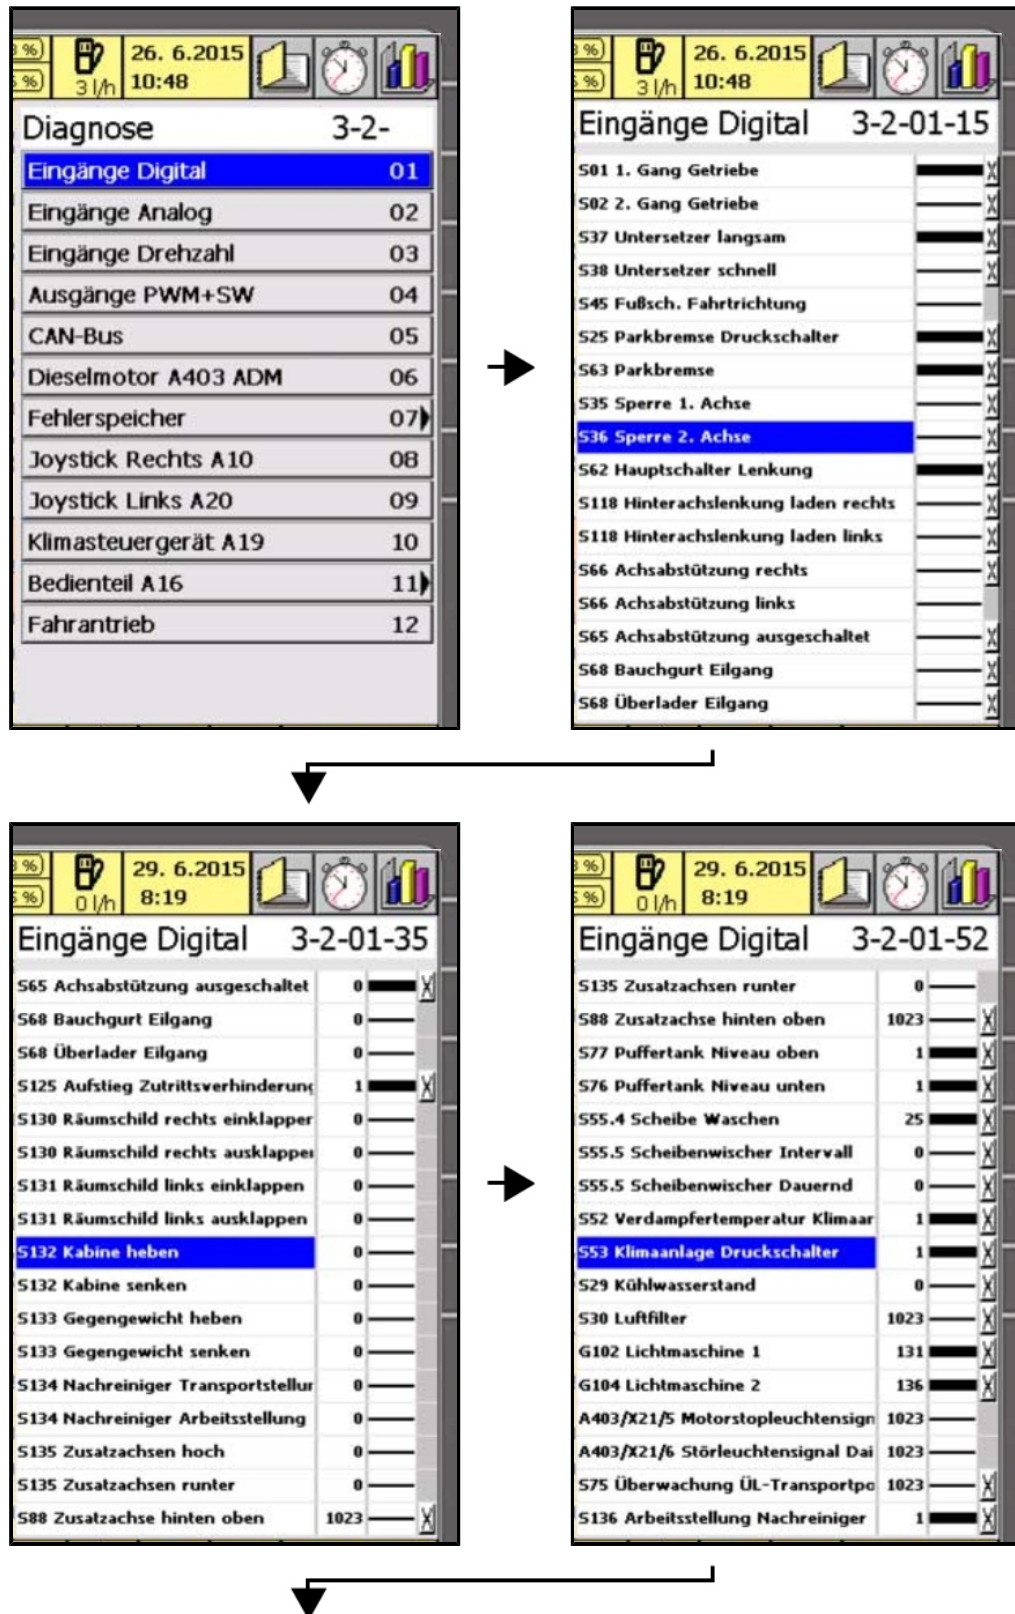 3 %
5 %
3 l/h
26. 6.2015
10:48
Diagnose 3-2-
Eingänge Digital 01
Eingänge Analog 02
Eingänge Drehzahl 03
Ausgänge PWM+SW 04
CAN-Bus 05
Dieselmotor A403 ADM 06
Fehlerspeicher 07
Joystick Rechts A10 08
Joystick Links A20 09
Klimasteuergerät A19 10
Bedienteil A16 11
Fahrantrieb 12
3 %
5 %
3 l/h
26. 6.2015
10:48
Eingänge Digital 3-2-01-15
S01 1. Gang Getriebe
S02 2. Gang Getriebe
S37 Untersetzer langsam
S38 Untersetzer schnell
S45 Fußsch. Fahrtrichtung
S25 Parkbremse Druckschalter
S63 Parkbremse
S35 Sperre 1. Achse
S36 Sperre 2. Achse
S62 Hauptschalter Lenkung
S118 Hinterachslenkung laden rechts
S118 Hinterachslenkung laden links
S66 Achsabstützung rechts
S66 Achsabstützung links
S65 Achsabstützung ausgeschaltet
S68 Bauchgurt Eilgang
S68 Überlader Eilgang
3 %
5 %
0 l/h
29. 6.2015
8:19
Eingänge Digital 3-2-01-35
S65 Achsabstützung ausgeschaltet 0
S68 Bauchgurt Eilgang 0
S68 Überlader Eilgang 0
S125 Aufstieg Zutrittsverhinderung 1
S130 Räumschild rechts einklapper 0
S130 Räumschild rechts ausklapper 0
S131 Räumschild links einklappen 0
S131 Räumschild links ausklappen 0
S132 Kabine heben 0
S132 Kabine senken 0
S133 Gegengewicht heben 0
S133 Gegengewicht senken 0
S134 Nachreiniger Transportstellur 0
S134 Nachreiniger Arbeitsstellung 0
S135 Zusatzachsen hoch 0
S135 Zusatzachsen runter 0
S88 Zusatzachse hinten oben 1023
3 %
5 %
0 l/h
29. 6.2015
8:19
Eingänge Digital 3-2-01-52
S135 Zusatzachsen runter 0
S88 Zusatzachse hinten oben 1023
S77 Puffertank Niveau oben 1
S76 Puffertank Niveau unten 1
S55.4 Scheibe Waschen 25
S55.5 Scheibenwischer Intervall 0
S55.5 Scheibenwischer Dauernd 0
S52 Verdampfertemperatur Klimaar 1
S53 Klimaanlage Druckschalter 1
S29 Kühlwasserstand 0
S30 Luftfilter 1023
G102 Lichtmaschine 1 131
G104 Lichtmaschine 2 136
A403/X21/5 Motorstopleuchtensign 1023
A403/X21/6 Störleuchtensignal Dai 1023
S75 Überwachung ÜL-Transportpo 1023
S136 Arbeitsstellung Nachreiniger 1